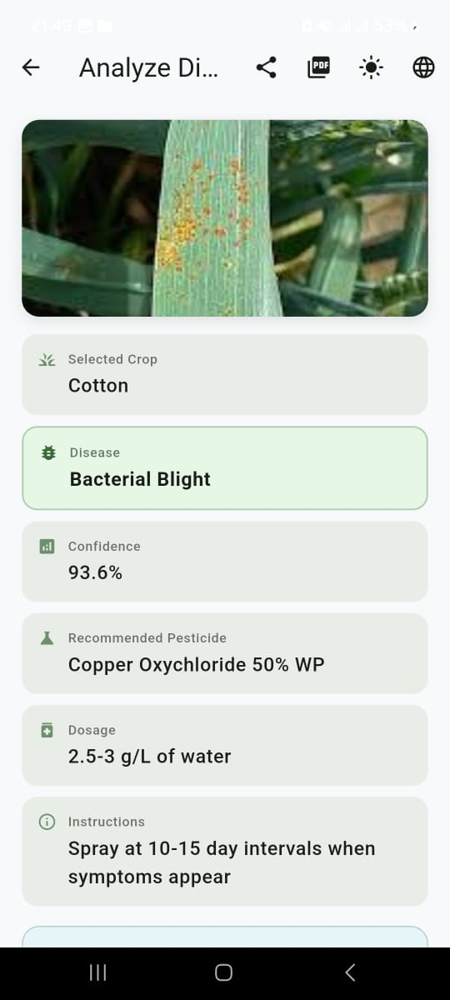 21:49
53%
Analyze Di...
PDF
Selected Crop
Cotton
Disease
Bacterial Blight
Confidence
93.6%
Recommended Pesticide
Copper Oxychloride 50% WP
Dosage
2.5-3 g/L of water
Instructions
Spray at 10-15 day intervals when
symptoms appear